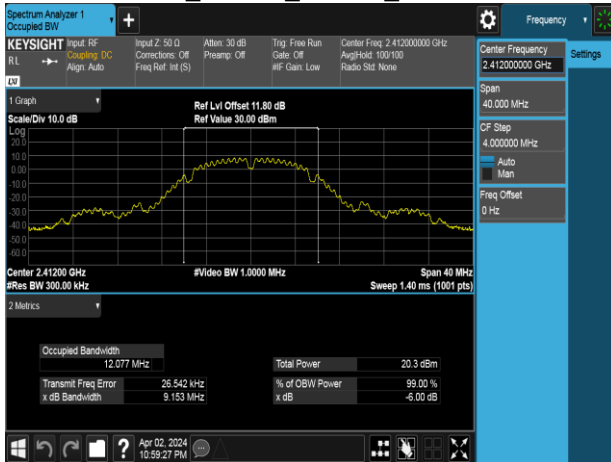 Spectrum Analyzer 1
Occupied BW
Frequency
KEYSIGHT
RL
LXI
Input: RF
Coupling: DC
Align: Auto
Input Z: 50 Ω
Corrections: Off
Freq Ref: Int (S)
Atten: 30 dB
Preamp: Off
Trig: Free Run
Gate: Off
#IF Gain: Low
Center Freq: 2.412000000 GHz
Avg|Hold: 100/100
Radio Std: None
Center Frequency
2.412000000 GHz
Settings
Span
40.000 MHz
CF Step
4.000000 MHz
Auto
Man
Freq Offset
0 Hz
1 Graph
Scale/Div 10.0 dB
Ref Lvl Offset 11.80 dB
Ref Value 30.00 dBm
Log
20.0
10.0
0.00
-10.0
-20.0
-30.0
-40.0
-50.0
-60.0
Center 2.41200 GHz
#Res BW 300.00 kHz
#Video BW 1.0000 MHz
Span 40 MHz
Sweep 1.40 ms (1001 pts)
2 Metrics
Occupied Bandwidth
12.077 MHz
Total Power 20.3 dBm
Transmit Freq Error 26.542 kHz
% of OBW Power 99.00 %
x dB Bandwidth 9.153 MHz
x dB -6.00 dB
?
Apr 02, 2024
10:59:27 PM